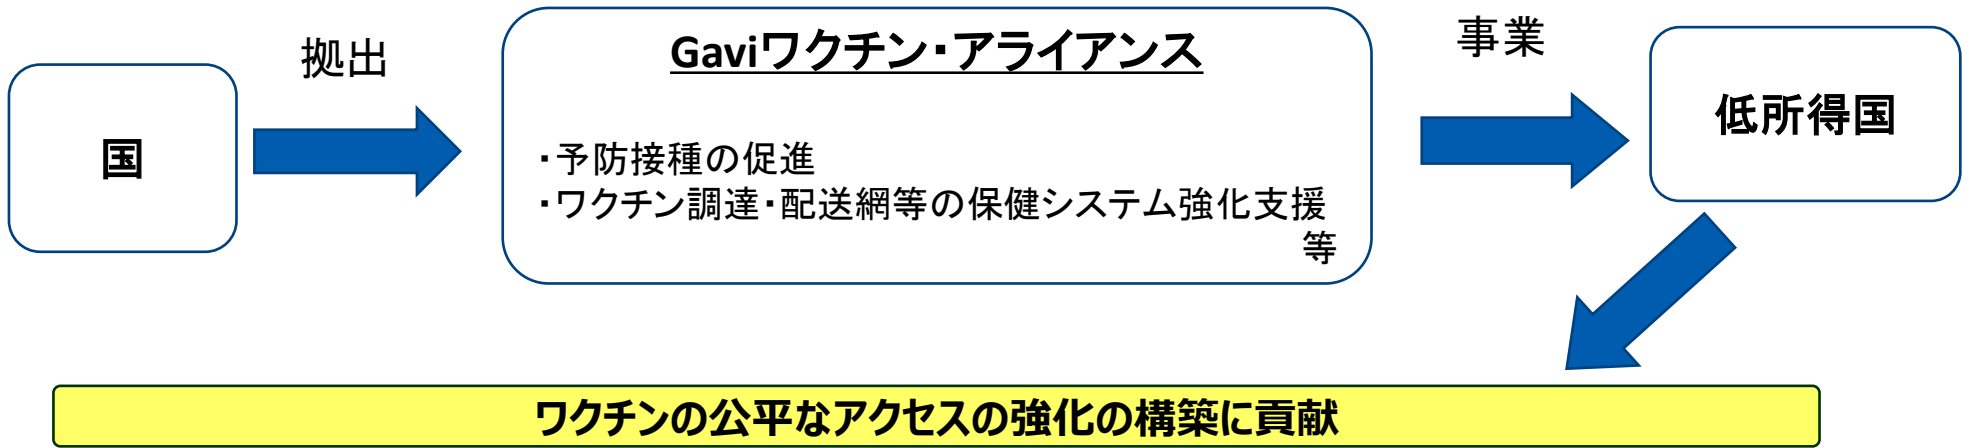 国
拠出
Gaviワクチン・アライアンス
・予防接種の促進
・ワクチン調達・配送網等の保健システム強化支援
等
事業
低所得国
ワクチンの公平なアクセスの強化の構築に貢献